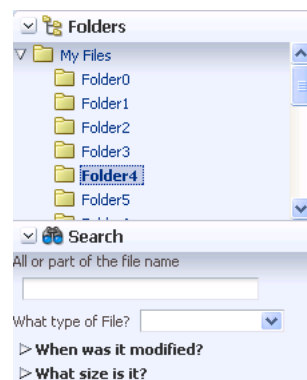 Folders
My Files
Folder0
Folder1
Folder2
Folder3
Folder4
Folder5
Search
All or part of the file name
What type of File?
When was it modified?
What size is it?